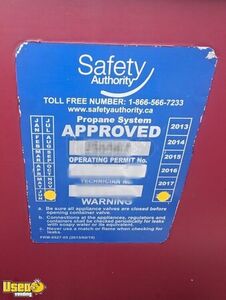 Safety
Authority
TOLL FREE NUMBER: 1-866-566-7233
www.safetyauthority.ca
Propane System
APPROVED
JAN
FEB
MAR
APR
MAY
JUN
JUL
AUG
SEP
OCT
NOV
2013
2014
2015
2016
2017
OPERATING PERMIT No.
TECHNICIAN
WARNING
a. Be sure all appliance valves are closed before
opening container valve.
b. Connections at the appliances, regulators and
containers shall be checked periodically for leaks
with soapy water or its equivalent.
c. Never use a match or flame when checking for
leaks.